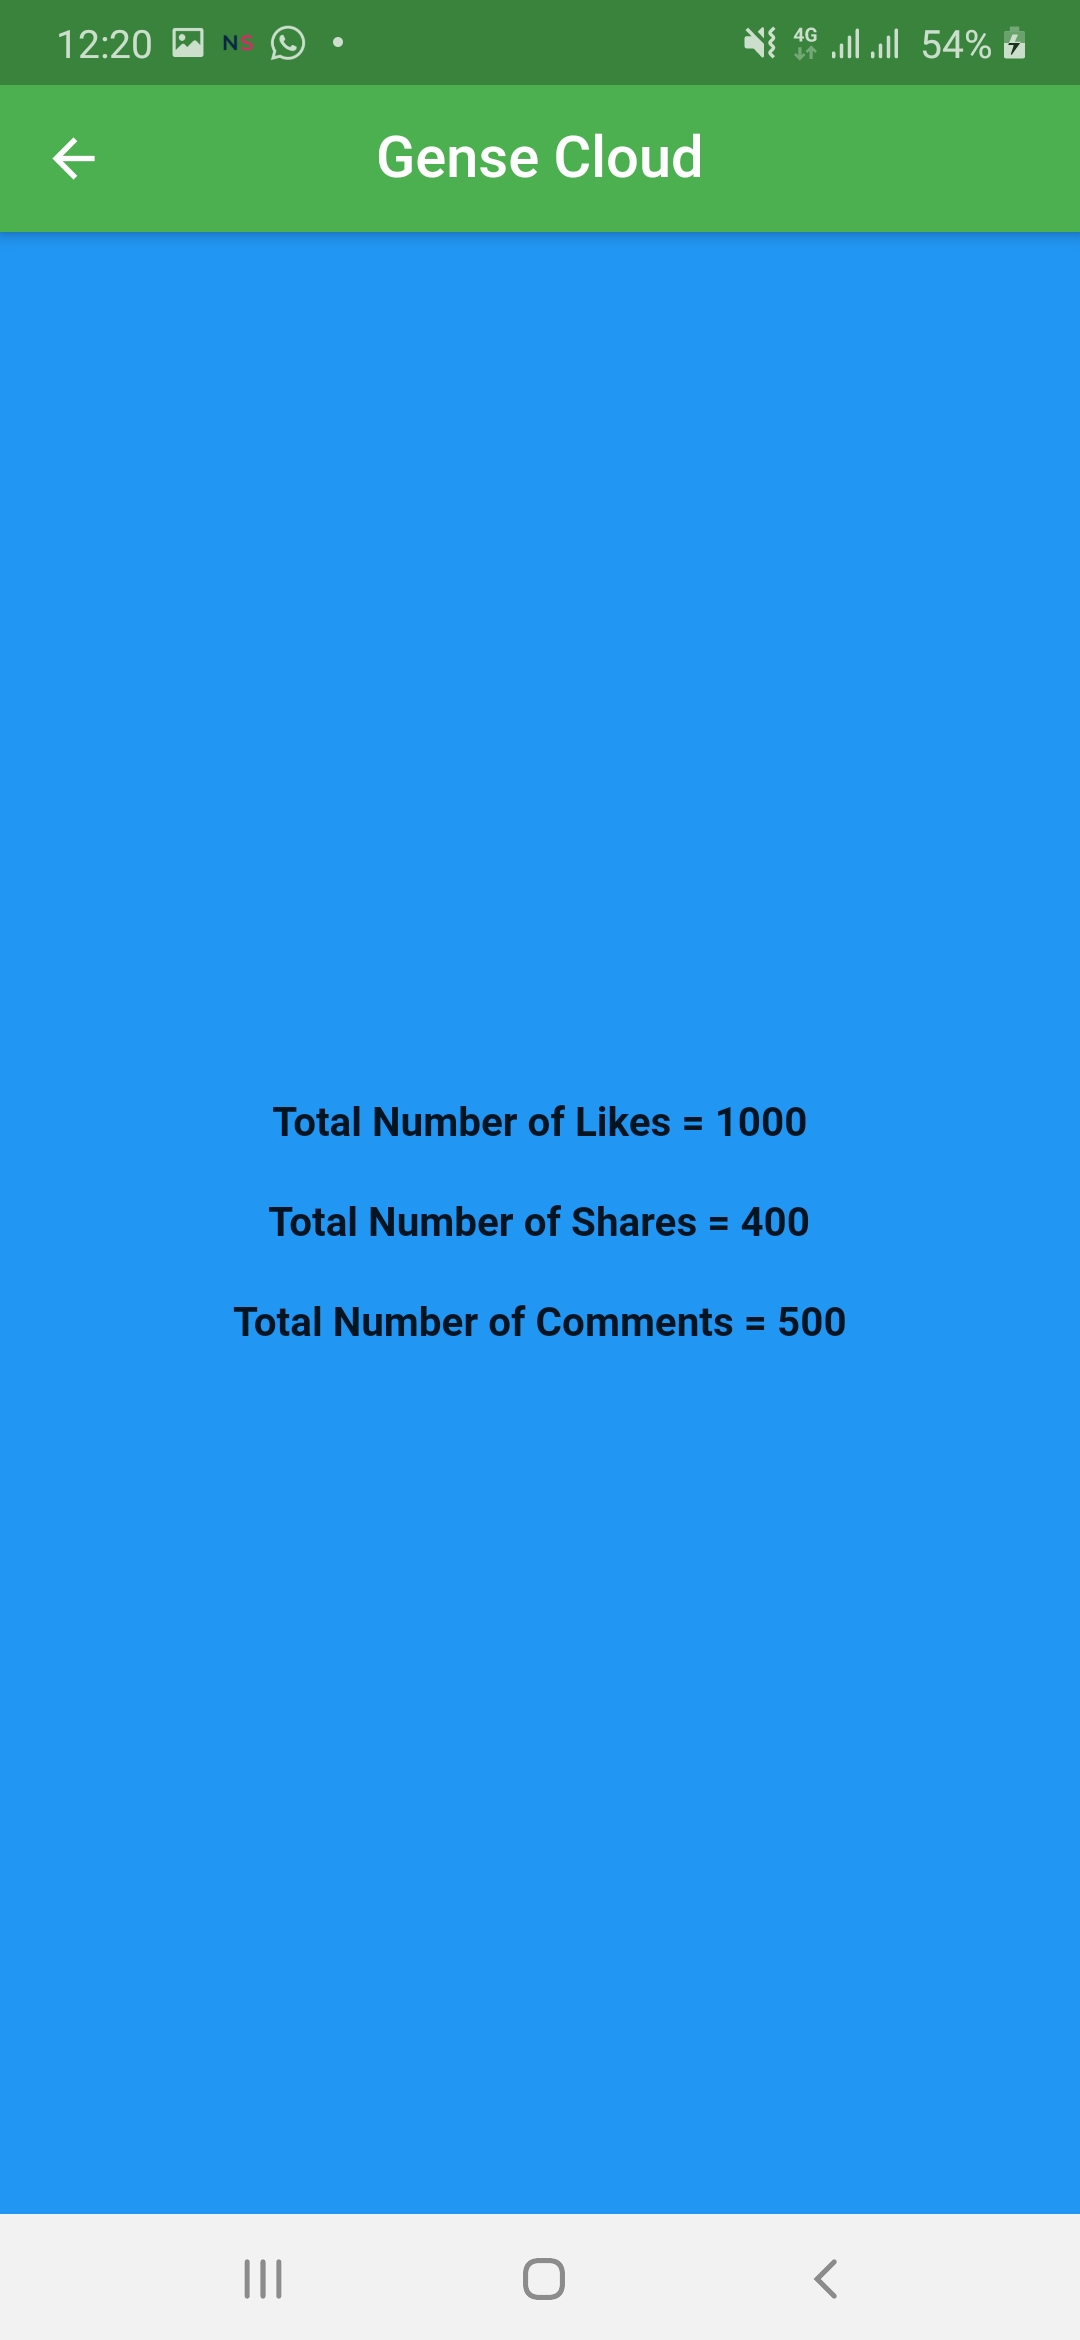 12:20 NS 4G 54%
Gense Cloud
Total Number of Likes = 1000
Total Number of Shares = 400
Total Number of Comments = 500